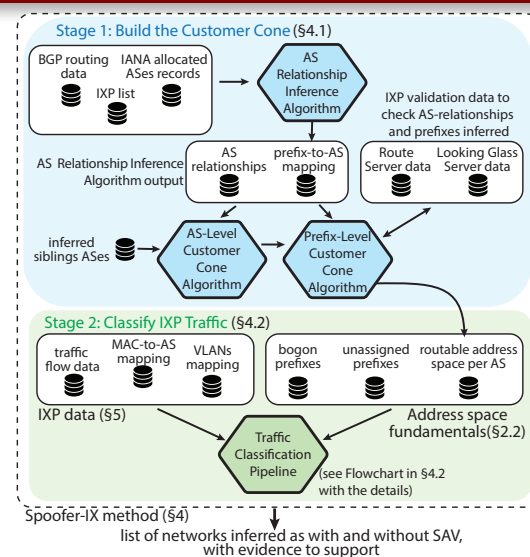 Stage 1: Build the Customer Cone (§4.1)
BGP routing
data
IANA allocated
ASes records
IXP list
AS
Relationship
Inference
Algorithm
IXP validation data to
check AS-relationships
and prefixes inferred
AS Relationship Inference
Algorithm output
AS
relationships
prefix-to-AS
mapping
Route
Server data
Looking Glass
Server data
inferred
siblings ASes
AS-Level
Customer
Cone
Algorithm
Prefix-Level
Customer
Cone
Algorithm
Stage 2: Classify IXP Traffic (§4.2)
traffic
flow data
MAC-to-AS
mapping
VLANs
mapping
bogon
prefixes
unassigned
prefixes
routable address
space per AS
IXP data (§5)
Address space
fundamentals(§2.2)
Traffic
Classification
Pipeline
(see Flowchart in §4.2
with the details)
Spoofer-IX method (§4)
list of networks inferred as with and without SAV,
with evidence to support